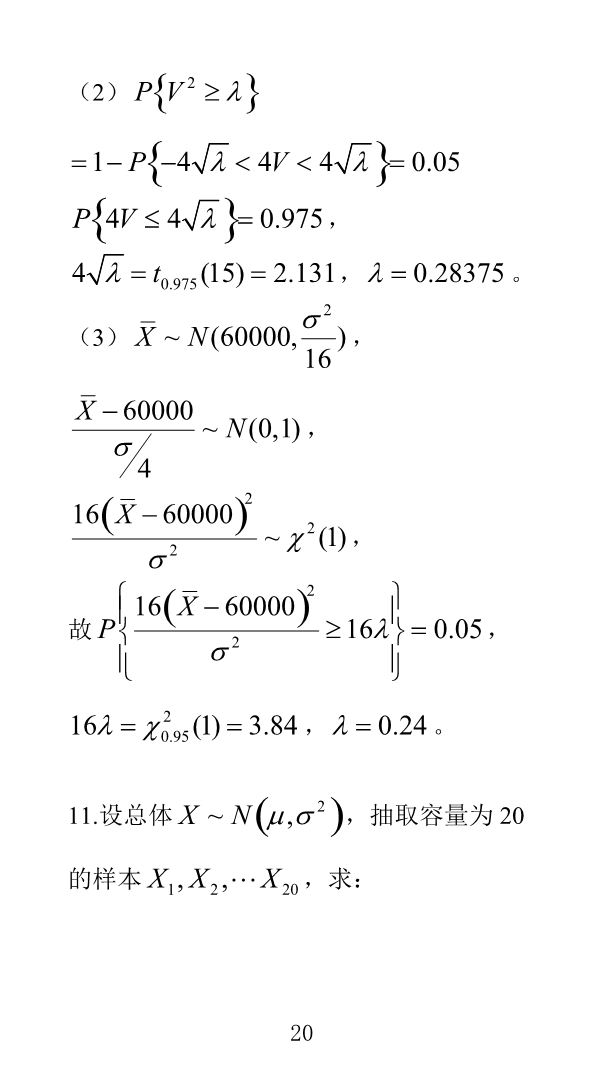 （2）P{V² ≥ λ}
=1− P{−4√λ < 4V < 4√λ}= 0.05
P{4V ≤ 4√λ}= 0.975，
4√λ = t₀.₉₇₅(15) = 2.131，λ = 0.28375 。
（3）X̄ ~ N(60000, σ²/16)，
(X̄ − 60000)/(σ/4) ~ N(0,1)，
16(X̄ − 60000)²/σ² ~ χ²(1)，
故 P{16(X̄ − 60000)²/σ² ≥ 16λ} = 0.05，
16λ = χ²₀.₉₅(1) = 3.84，λ = 0.24 。
11.设总体 X ~ N(μ,σ²)，抽取容量为 20
的样本 X₁, X₂,⋯X₂₀，求：
20